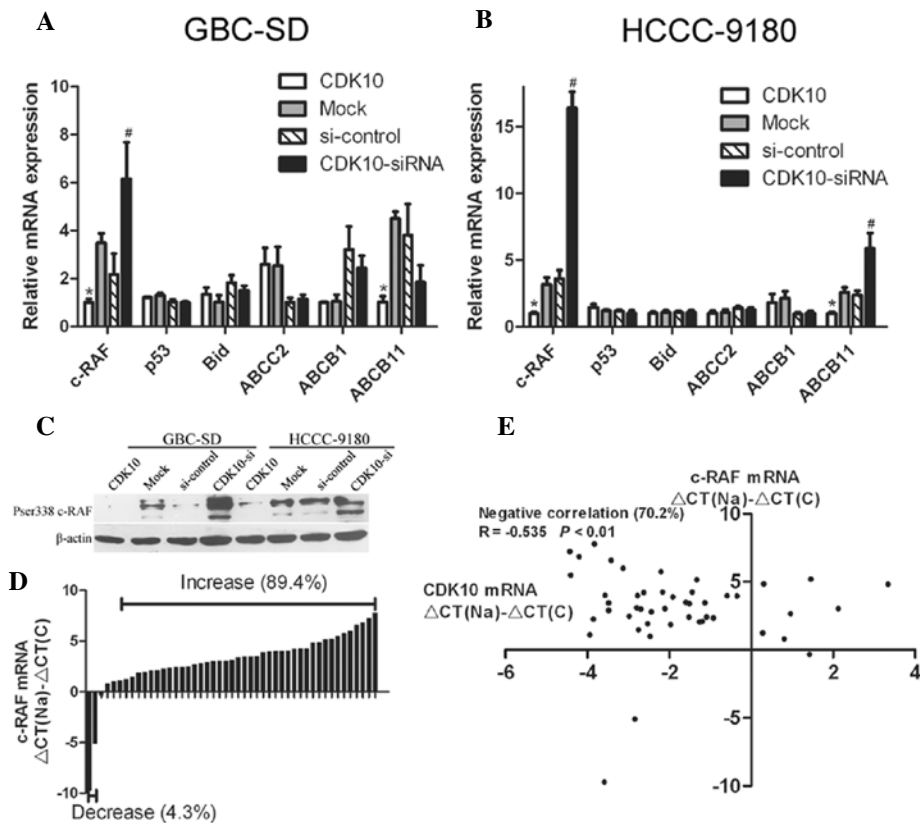 A
GBC-SD
Relative mRNA expression
10
8
6
4
2
0
CDK10
Mock
si-control
CDK10-siRNA
*
#
*
c-RAF
p53
Bid
ABCC2
ABCB1
ABCB11
B
HCCC-9180
Relative mRNA expression
15
10
5
0
CDK10
Mock
si-control
CDK10-siRNA
*
#
*
#
c-RAF
p53
Bid
ABCC2
ABCB1
ABCB11
C
GBC-SD
HCCC-9180
CDK10
Mock
si-control
CDK10-si
CDK10
Mock
si-control
CDK10-si
Pser338 c-RAF
β-actin
D
c-RAF mRNA
△CT(Na)-△CT(C)
10
5
0
-5
-10
Increase (89.4%)
Decrease (4.3%)
E
c-RAF mRNA
△CT(Na)-△CT(C)
Negative correlation (70.2%)
R= -0.535 P < 0.01
CDK10 mRNA
△CT(Na)-△CT(C)
10
5
-5
-10
-6
-4
-2
0
2
4